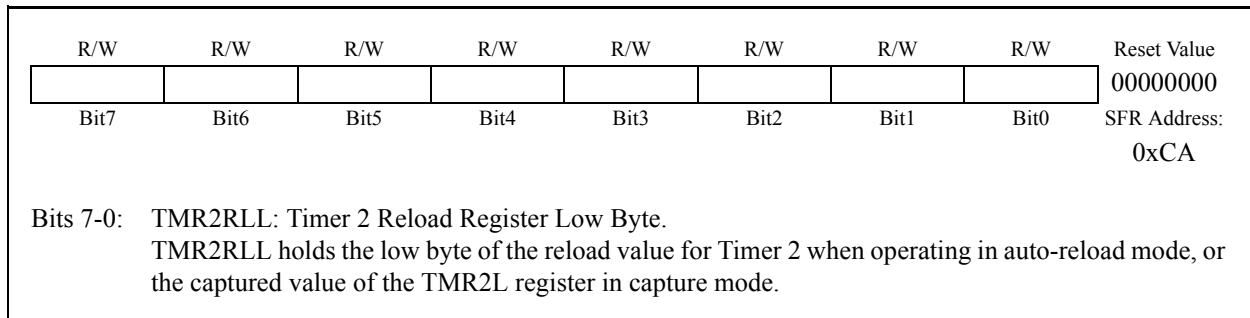 R/W R/W R/W R/W R/W R/W R/W R/W Reset Value
00000000
Bit7 Bit6 Bit5 Bit4 Bit3 Bit2 Bit1 Bit0 SFR Address:
0xCA
Bits 7-0: TMR2RLL: Timer 2 Reload Register Low Byte.
TMR2RLL holds the low byte of the reload value for Timer 2 when operating in auto-reload mode, or
the captured value of the TMR2L register in capture mode.